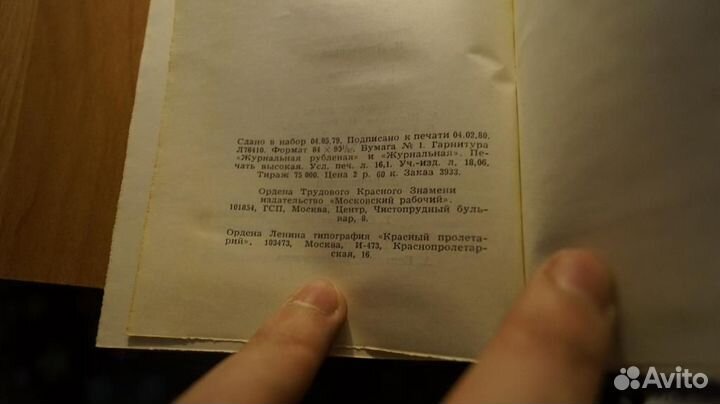 Сдано в набор 04.05.79. Подписано к печати 04.02.80.
Л76410. Формат 84 × 90¹/₃₂. Бумага № 1. Гарнитура
«Журнальная рубленая» и «Журнальная». Пе-
чать высокая. Усл. печ. л. 16,1. Уч.-изд. л. 18,06.
Тираж 75 000. Цена 2 р. 60 к. Заказ 3933.
Ордена Трудового Красного Знамени
издательство «Московский рабочий».
101854, ГСП, Москва, Центр, Чистопрудный буль-
вар, 8.
Ордена Ленина типография «Красный пролета-
рий». 103473, Москва, И-473, Краснопролетар-
ская, 16.
Avito